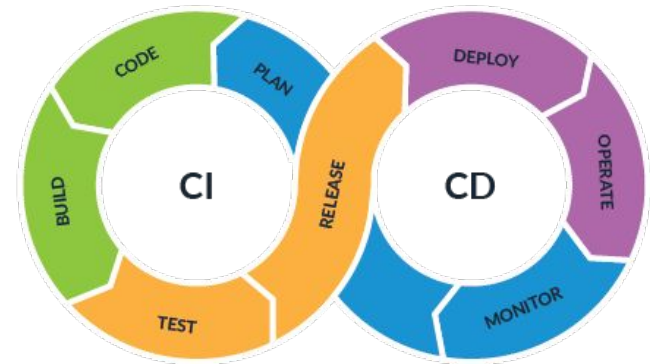 PLAN
CODE
BUILD
TEST
RELEASE
DEPLOY
OPERATE
MONITOR
CI
CD